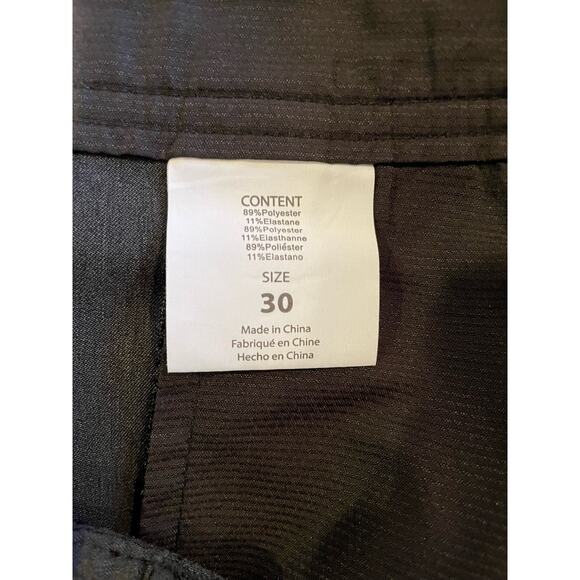 CONTENT
89%Polyester
11%Elastane
89%Polyester
11%Elasthanne
89%Poliéster
11%Elastano
SIZE
30
Made in China
Fabriqué en Chine
Hecho en China